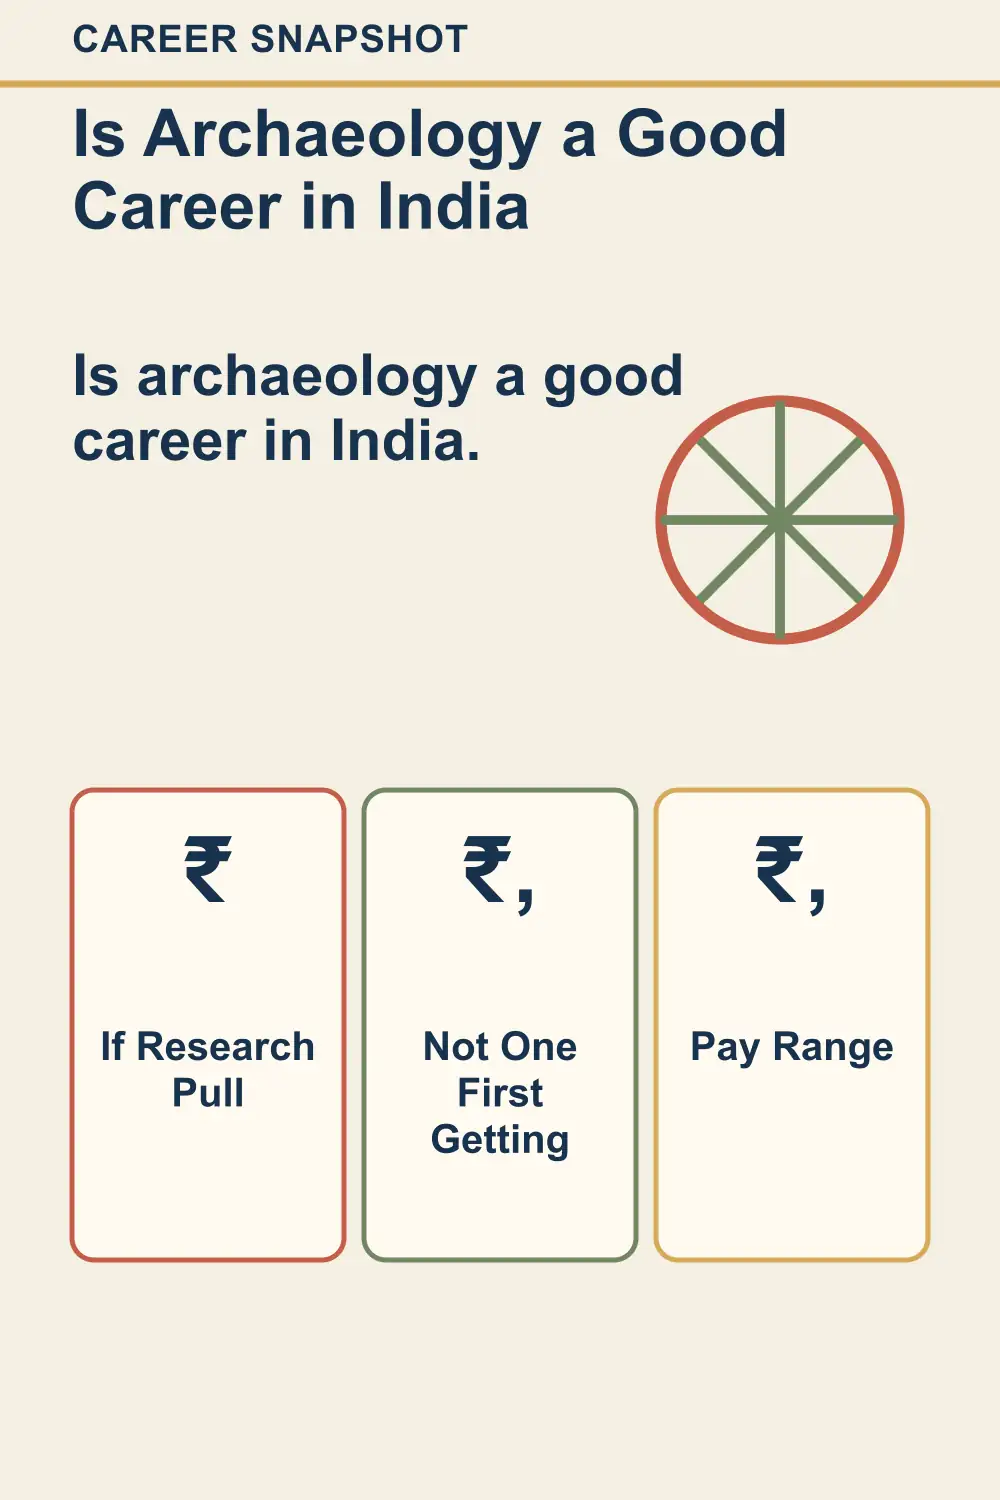 CAREER SNAPSHOT
Is Archaeology a Good
Career in India
Is archaeology a good
career in India.
₹
If Research
Pull
₹,
Not One
First
Getting
₹,
Pay Range